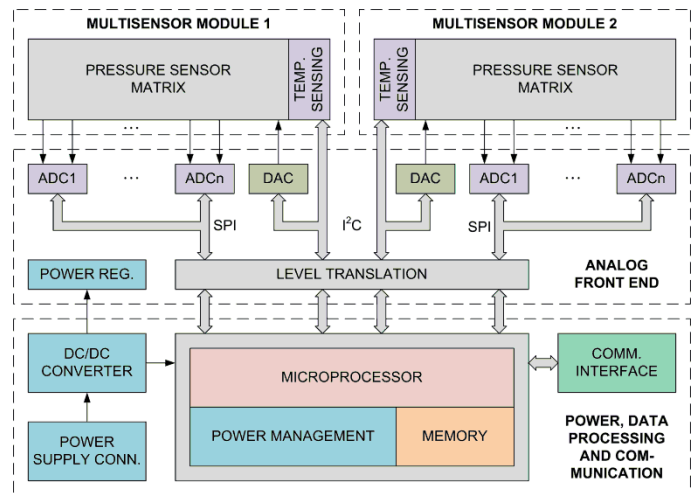 MULTISENSOR MODULE 1
MULTISENSOR MODULE 2
PRESSURE SENSOR
MATRIX
TEMP.
SENSING
TEMP.
SENSING
PRESSURE SENSOR
MATRIX
...
...
ADC1
...
ADCn
DAC
DAC
ADC1
...
ADCn
SPI
I²C
SPI
POWER REG.
LEVEL TRANSLATION
ANALOG
FRONT END
DC/DC
CONVERTER
MICROPROCESSOR
COMM.
INTERFACE
POWER
SUPPLY CONN.
POWER MANAGEMENT
MEMORY
POWER, DATA
PROCESSING
AND COM-
MUNICATION